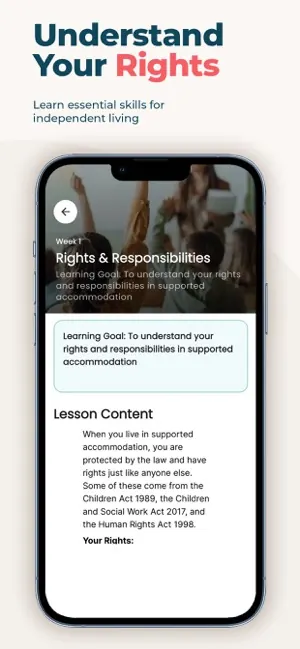 Understand
Your Rights
Learn essential skills for
independent living
Week 1
Rights & Responsibilities
Learning Goal: To understand your rights
and responsibilities in supported
accommodation
Learning Goal: To understand your
rights and responsibilities in supported
accommodation
Lesson Content
When you live in supported
accommodation, you are
protected by the law and have
rights just like anyone else.
Some of these come from the
Children Act 1989, the Children
and Social Work Act 2017, and
the Human Rights Act 1998.
Your Rights: